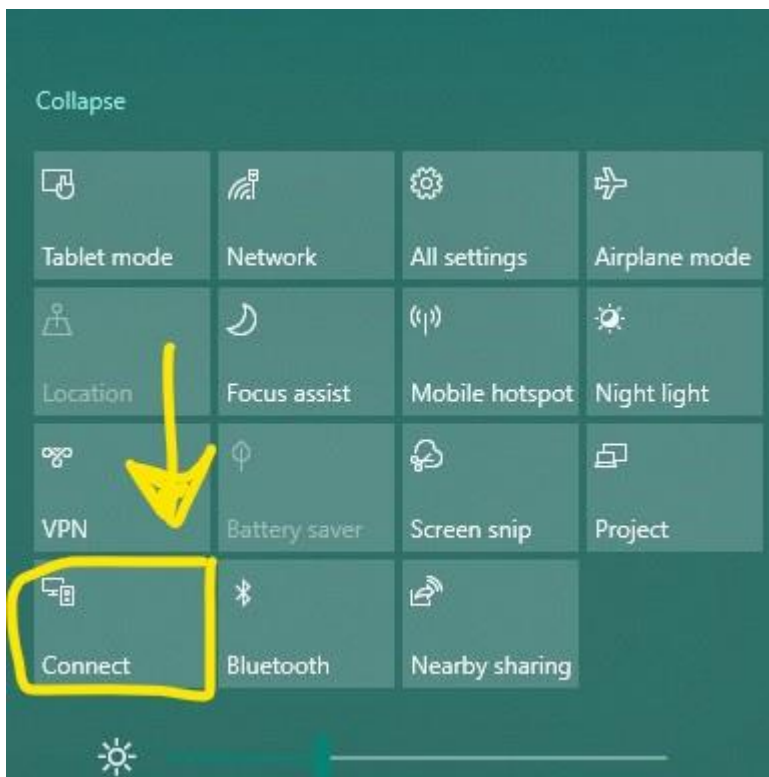 Collapse
Tablet mode
Network
All settings
Airplane mode
Location
Focus assist
Mobile hotspot
Night light
VPN
Battery saver
Screen snip
Project
Connect
Bluetooth
Nearby sharing